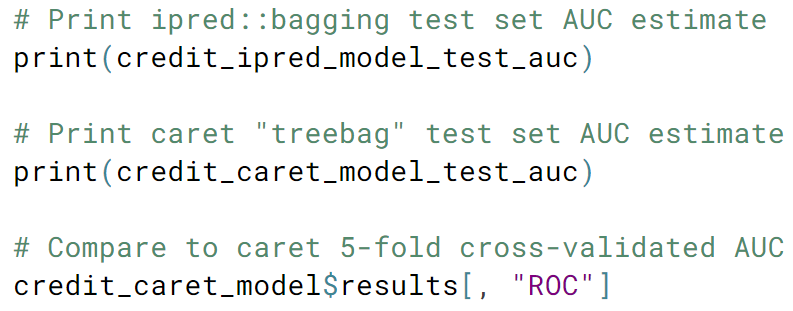 # Print ipred::bagging test set AUC estimate
print(credit_ipred_model_test_auc)
# Print caret "treebag" test set AUC estimate
print(credit_caret_model_test_auc)
# Compare to caret 5-fold cross-validated AUC
credit_caret_model$results[, "ROC"]